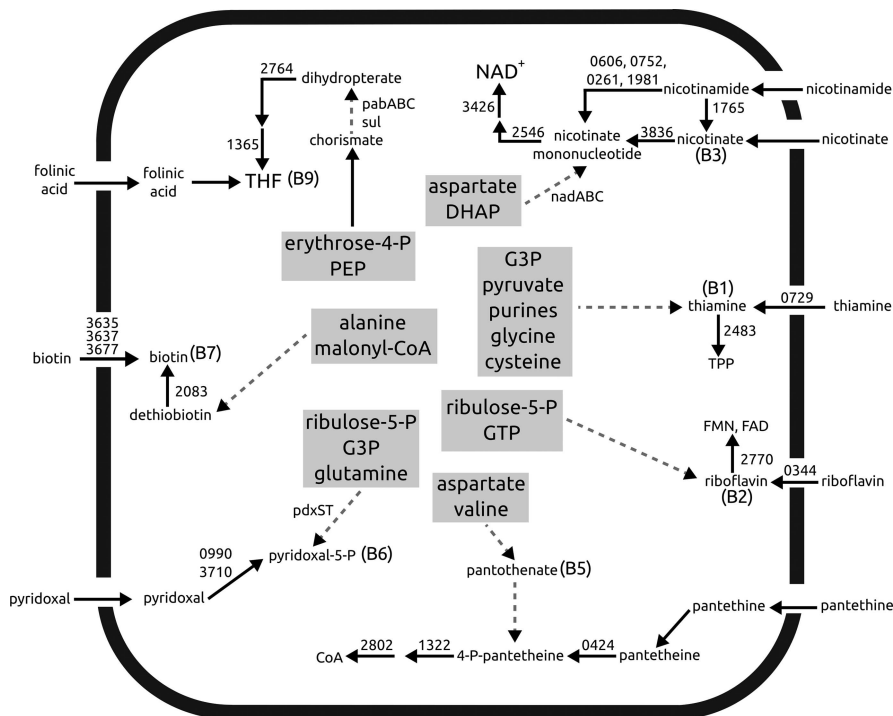 2764
dihydropterate
pabABC
sul
chorismate
1365
folinic
acid
folinic
acid
THF (B9)
erythrose-4-P
PEP
NAD+
0606, 0752,
0261, 1981
nicotinamide
nicotinamide
3426
1765
2546
nicotinate
mononucleotide
3836
nicotinate
(B3)
nicotinate
aspartate
DHAP
nadABC
G3P
pyruvate
purines
glycine
cysteine
(B1)
thiamine
0729
thiamine
2483
TPP
3635
3637
3677
biotin
biotin (B7)
2083
dethiobiotin
alanine
malonyl-CoA
ribulose-5-P
G3P
glutamine
ribulose-5-P
GTP
FMN, FAD
2770
riboflavin
(B2)
0344
riboflavin
aspartate
valine
pdxST
0990
3710
pyridoxal-5-P (B6)
pantothenate (B5)
pyridoxal
pyridoxal
pantethine
pantethine
CoA
2802
1322
4-P-pantetheine
0424
pantetheine